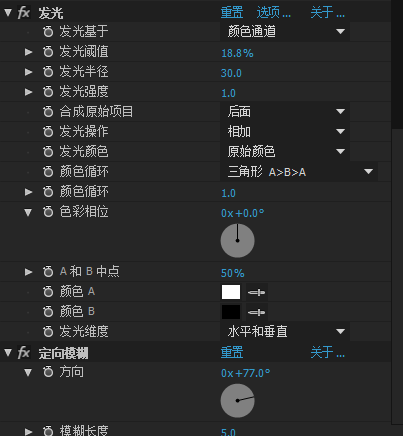 fx 发光 重置 选项... 关于...
发光基于 颜色通道
发光阈值 18.8%
发光半径 30.0
发光强度 1.0
合成原始项目 后面
发光操作 相加
发光颜色 原始颜色
颜色循环 三角形 A>B>A
颜色循环 1.0
色彩相位 0x+0.0°
A 和 B 中点 50%
颜色 A
颜色 B
发光维度 水平和垂直
fx 定向模糊 重置 关于...
方向 0x+77.0°
模糊长度 5.0